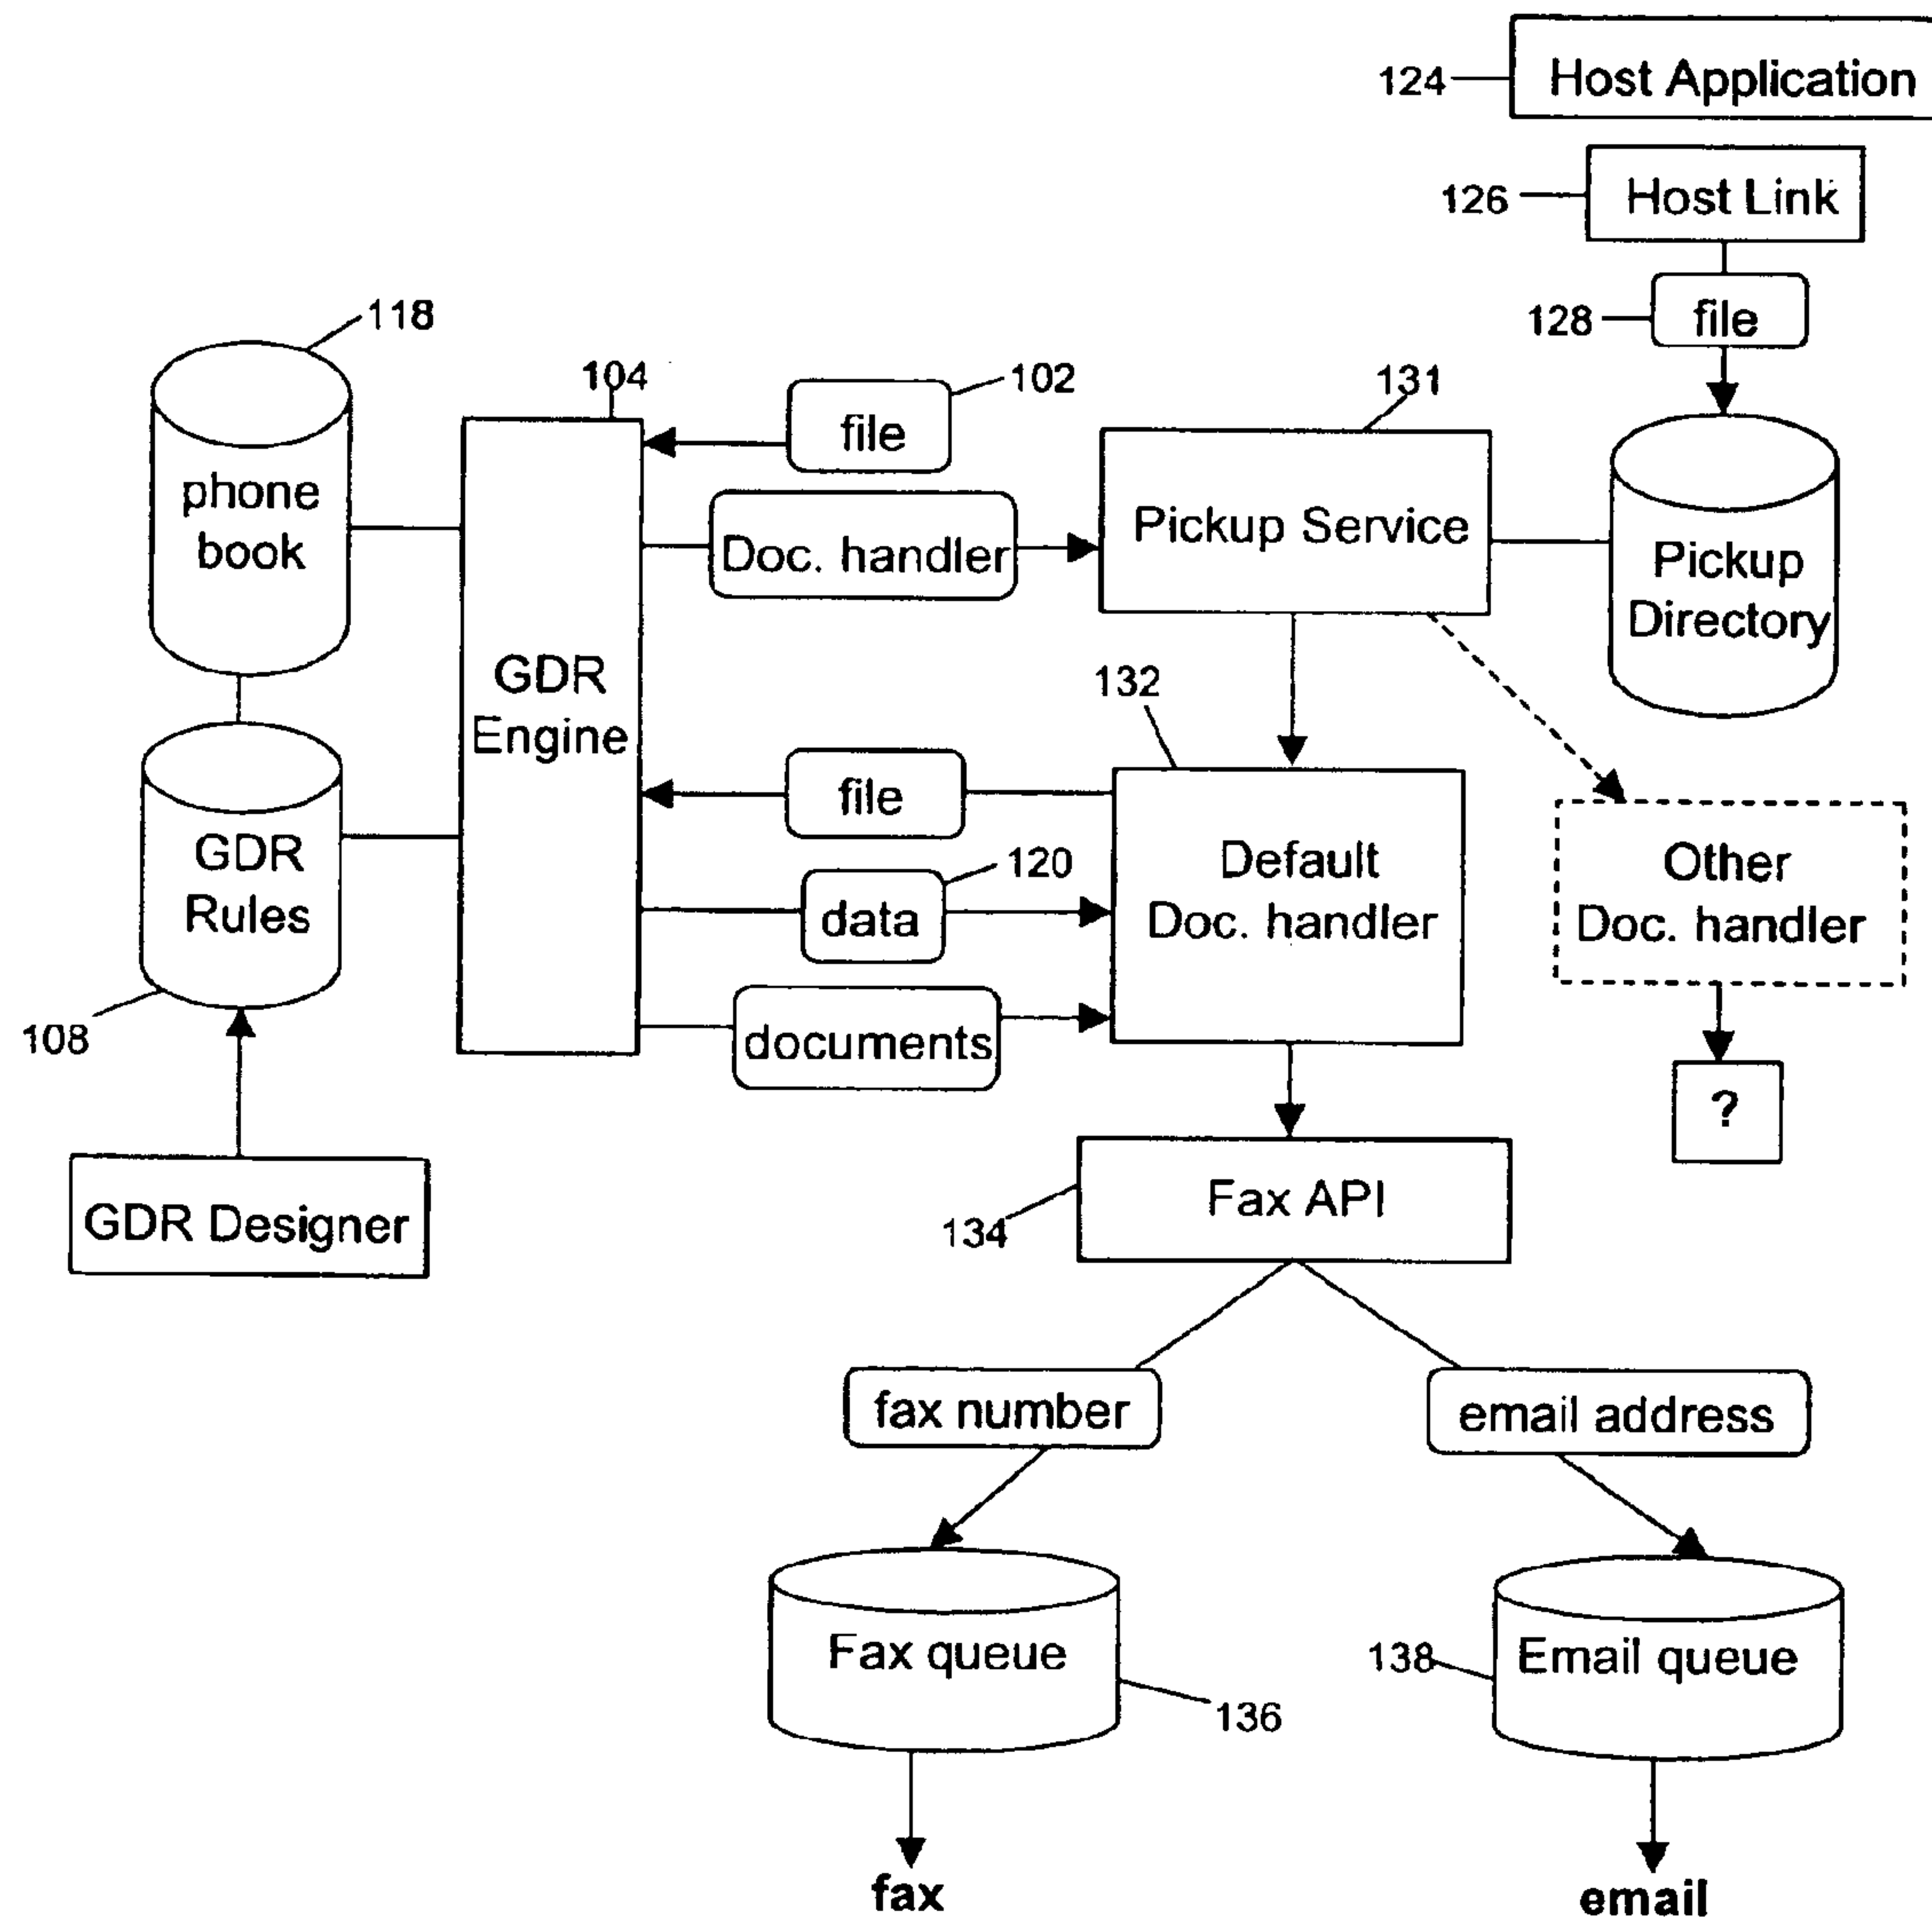 124
Host Application
126
Host Link
128
file
118
104
102
131
file
phone
book
Doc. handler
Pickup Service
Pickup
Directory
GDR
Engine
132
file
GDR
Rules
120
data
Default
Doc. handler
Other
Doc. handler
108
documents
?
GDR Designer
Fax API
134
fax number
email address
Fax queue
136
138
Email queue
fax
email